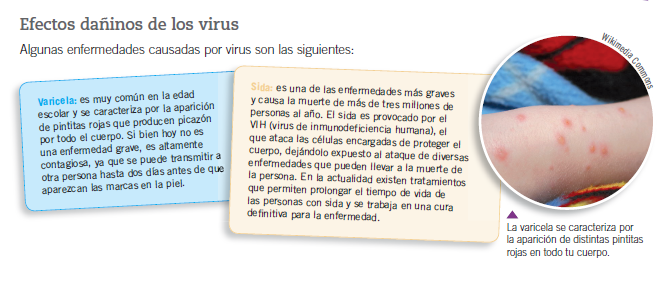 Efectos dañinos de los virus
Algunas enfermedades causadas por virus son las siguientes:
Varicela: es muy común en la edad
escolar y se caracteriza por la aparición
de pintitas rojas que producen picazón
por todo el cuerpo. Si bien hoy no es
una enfermedad grave, es altamente
contagiosa, ya que se puede transmitir a
otra persona hasta dos días antes de que
aparezcan las marcas en la piel.
Sida: es una de las enfermedades más graves
y causa la muerte de más de tres millones de
personas al año. El sida es provocado por el
VIH (virus de inmunodeficiencia humana), el
que ataca las células encargadas de proteger el
cuerpo, dejándolo expuesto al ataque de diversas
enfermedades que pueden llevar a la muerte de
la persona. En la actualidad existen tratamientos
que permiten prolongar el tiempo de vida de
las personas con sida y se trabaja en una cura
definitiva para la enfermedad.
Wikimedia Commons
La varicela se caracteriza por
la aparición de distintas pintitas
rojas en todo tu cuerpo.